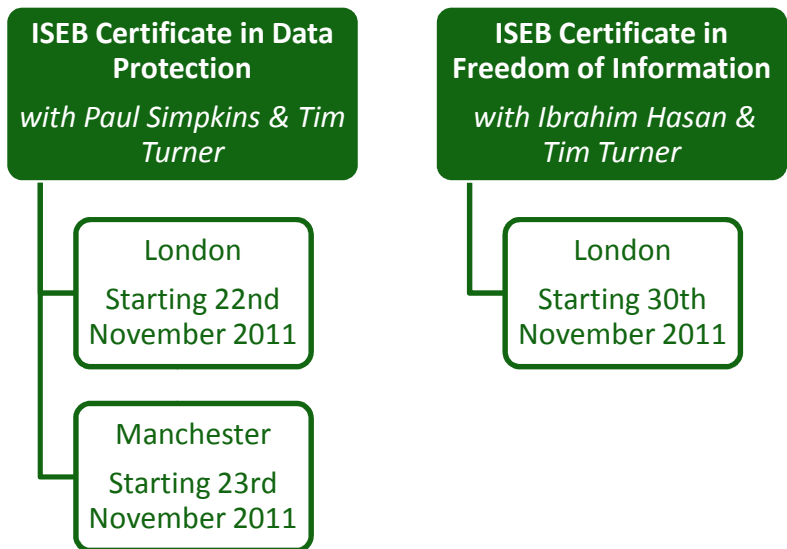 ISEB Certificate in Data
Protection
with Paul Simpkins & Tim
Turner
London
Starting 22nd
November 2011
Manchester
Starting 23rd
November 2011
ISEB Certificate in
Freedom of Information
with Ibrahim Hasan &
Tim Turner
London
Starting 30th
November 2011